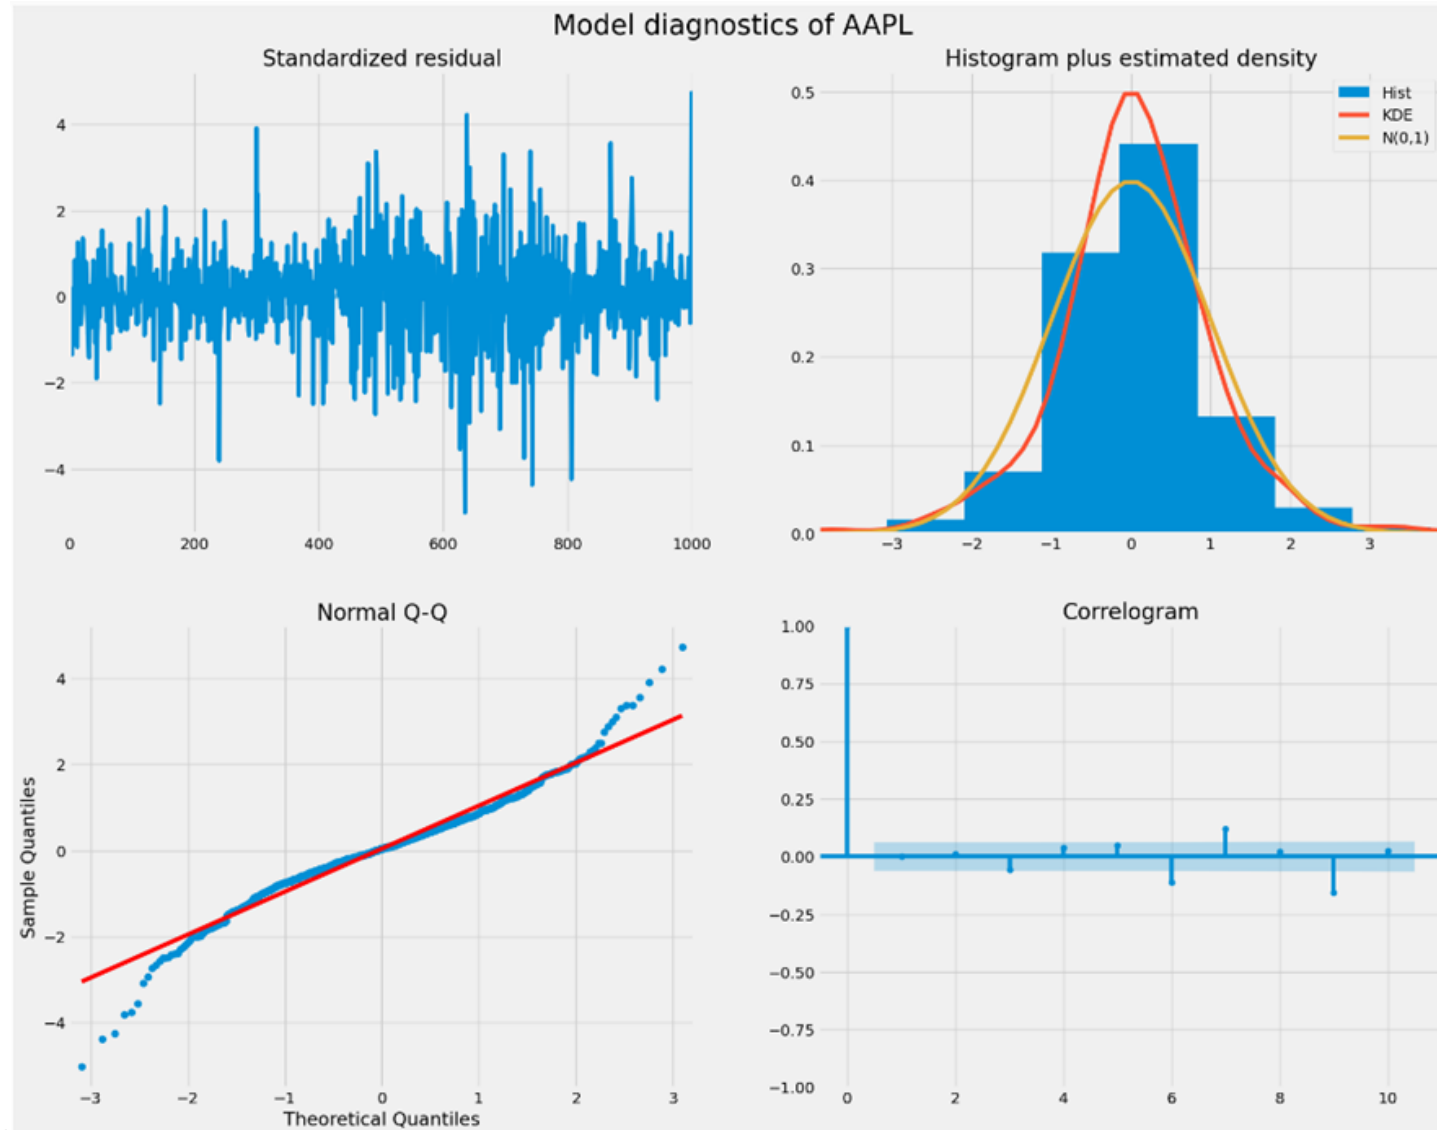 Model diagnostics of AAPL
Standardized residual
4
2
0
−2
−4
0 200 400 600 800 1000
Histogram plus estimated density
Hist
KDE
N(0,1)
0.5
0.4
0.3
0.2
0.1
0.0
−3 −2 −1 0 1 2 3
Normal Q-Q
Sample Quantiles
4
2
0
−2
−4
−3 −2 −1 0 1 2 3
Theoretical Quantiles
Correlogram
1.00
0.75
0.50
0.25
0.00
−0.25
−0.50
−0.75
−1.00
0 2 4 6 8 10